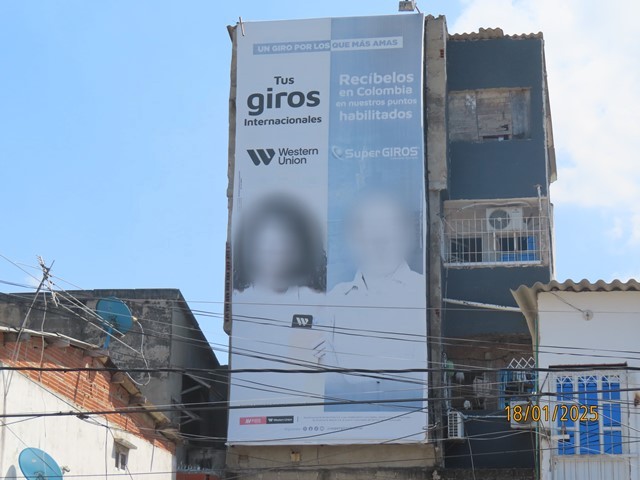 UN GIRO POR LOS QUE MÁS AMAS
Tus
giros
Internacionales
Western
Union
Recíbelos
en Colombia
en nuestros puntos
habilitados
SuperGIROS
W
18/01/2025